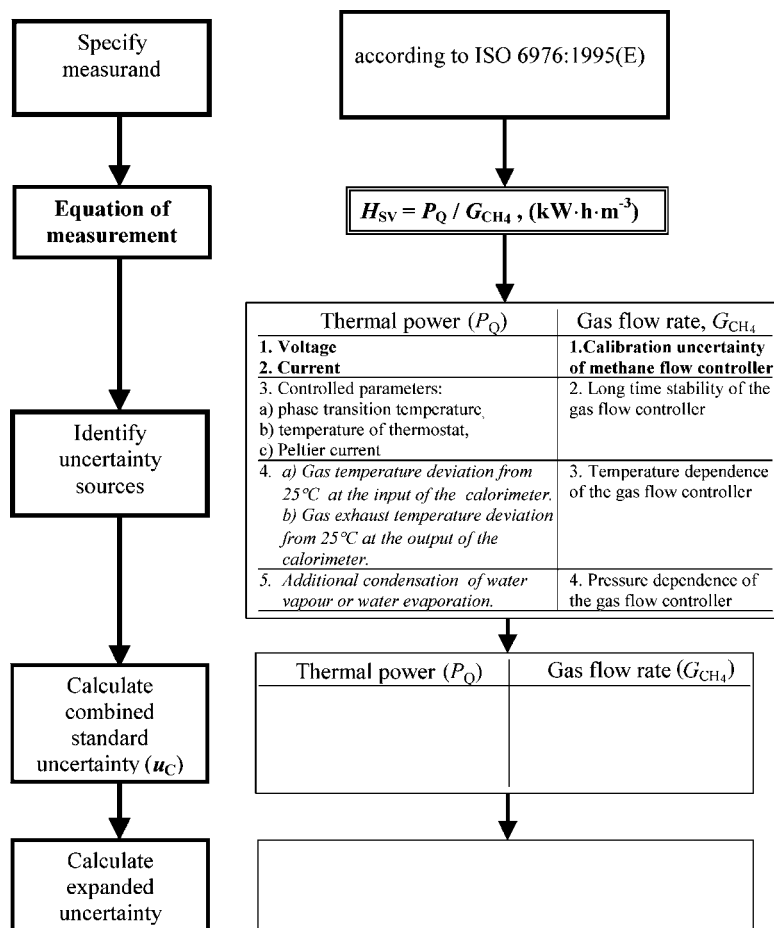 Specify
measurand
according to ISO 6976:1995(E)
Equation of
measurement
H_SV = P_Q / G_CH4 , (kW·h·m⁻³)
Identify
uncertainty
sources
Thermal power (P_Q)
1. Voltage
2. Current
3. Controlled parameters:
a) phase transition temperature,
b) temperature of thermostat,
c) Peltier current
4. a) Gas temperature deviation from
25°C at the input of the calorimeter.
b) Gas exhaust temperature deviation
from 25°C at the output of the
calorimeter.
5. Additional condensation of water
vapour or water evaporation.
Gas flow rate, G_CH4
1.Calibration uncertainty
of methane flow controller
2. Long time stability of the
gas flow controller
3. Temperature dependence
of the gas flow controller
4. Pressure dependence of
the gas flow controller
Calculate
combined
standard
uncertainty (u_C)
Thermal power (P_Q)
Gas flow rate (G_CH4)
Calculate
expanded
uncertainty